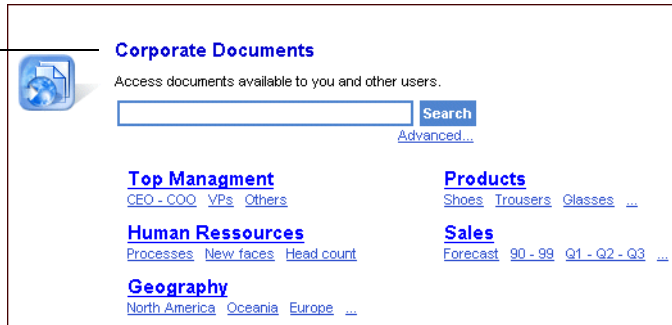 Corporate Documents
Access documents available to you and other users.
Search
Advanced...
Top Managment
CEO - COO VPs Others
Products
Shoes Trousers Glasses ...
Human Ressources
Processes New faces Head count
Sales
Forecast 90 - 99 Q1 - Q2 - Q3 ...
Geography
North America Oceania Europe ...